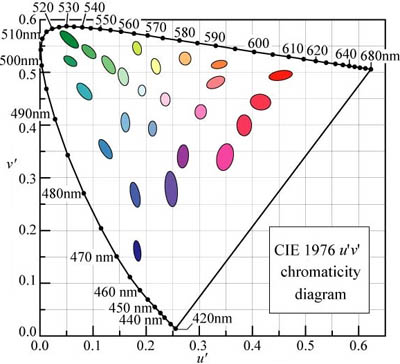 520 530 540
550 560 570 580 590 600 610 620 640 680nm
510nm
500nm
490nm
480nm
470 nm
460 nm
450 nm
440 nm
420nm
0.6
0.5
0.4
v'
0.3
0.2
0.1
0.0
0.0 0.1 0.2 0.3 0.4 0.5 0.6
u'
CIE 1976 u'v'
chromaticity
diagram